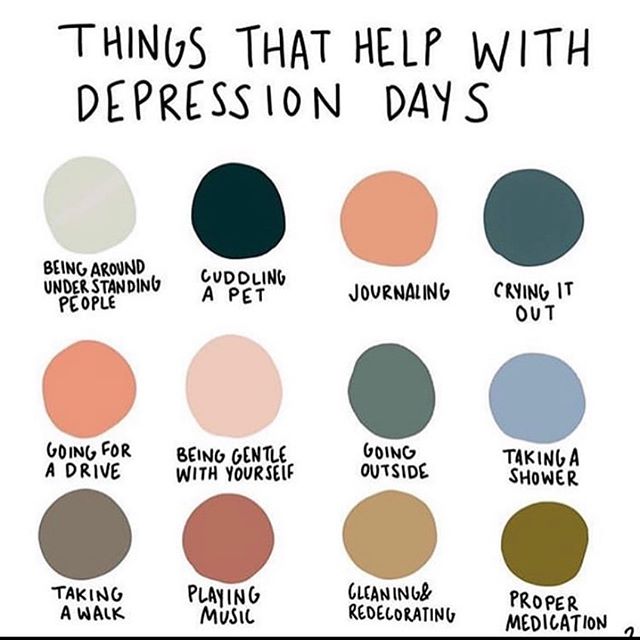 THINGS THAT HELP WITH
DEPRESSION DAYS
BEING AROUND
UNDERSTANDING
PEOPLE
CUDDLING
A PET
JOURNALING
CRYING IT
OUT
GOING FOR
A DRIVE
BEING GENTLE
WITH YOURSELF
GOING
OUTSIDE
TAKING A
SHOWER
TAKING
A WALK
PLAYING
MUSIC
CLEANING &
REDECORATING
PROPER
MEDICATION